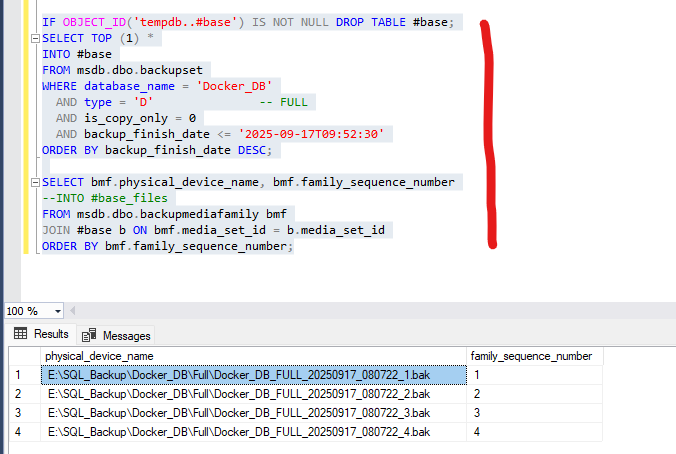 IF OBJECT_ID('tempdb..#base') IS NOT NULL DROP TABLE #base;
SELECT TOP (1) *
INTO #base
FROM msdb.dbo.backupset
WHERE database_name = 'Docker_DB'
AND type = 'D' -- FULL
AND is_copy_only = 0
AND backup_finish_date <= '2025-09-17T09:52:30'
ORDER BY backup_finish_date DESC;
SELECT bmf.physical_device_name, bmf.family_sequence_number
--INTO #base_files
FROM msdb.dbo.backupmediafamily bmf
JOIN #base b ON bmf.media_set_id = b.media_set_id
ORDER BY bmf.family_sequence_number;
100 %
Results Messages
physical_device_name family_sequence_number
1 E:\SQL_Backup\Docker_DB\Full\Docker_DB_FULL_20250917_080722_1.bak 1
2 E:\SQL_Backup\Docker_DB\Full\Docker_DB_FULL_20250917_080722_2.bak 2
3 E:\SQL_Backup\Docker_DB\Full\Docker_DB_FULL_20250917_080722_3.bak 3
4 E:\SQL_Backup\Docker_DB\Full\Docker_DB_FULL_20250917_080722_4.bak 4